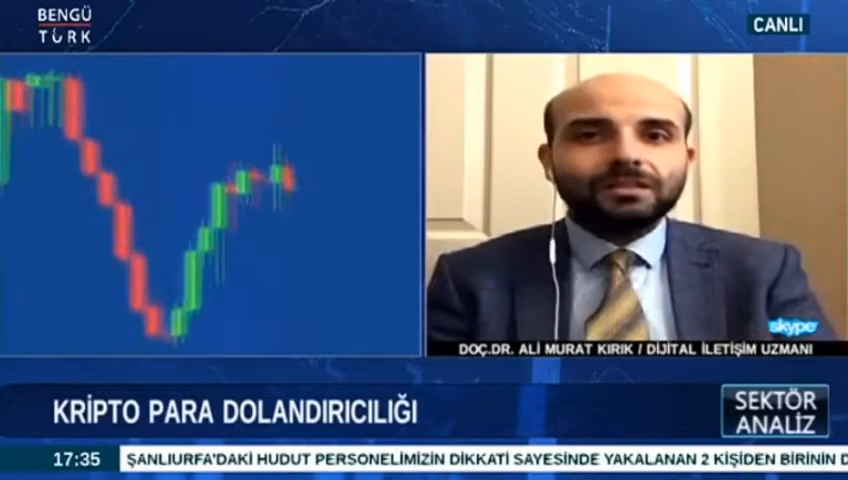 BENGÜ
TÜRK
CANLI
skype
DOÇ.DR. ALİ MURAT KIRIK / DİJİTAL İLETİŞİM UZMANI
KRİPTO PARA DOLANDIRICILIĞI
SEKTÖR
ANALİZ
17:35 ŞANLIURFA'DAKİ HUDUT PERSONELİMİZİN DİKKATİ SAYESİNDE YAKALANAN 2 KİŞİDEN BİRİNİN D